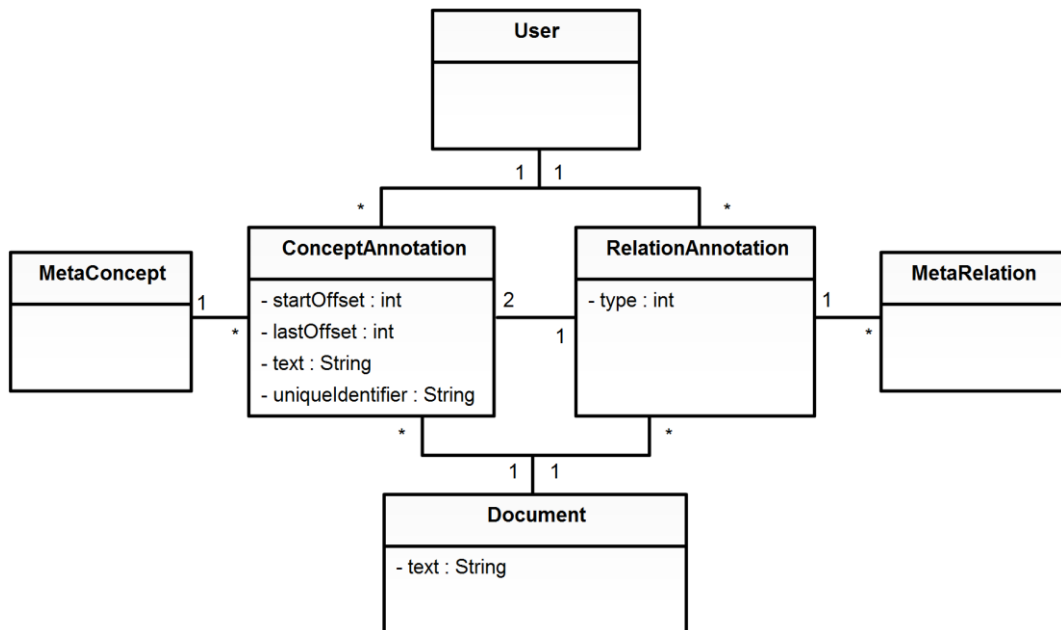 User
1 1
* *
MetaConcept
ConceptAnnotation
RelationAnnotation
MetaRelation
- startOffset : int
- lastOffset : int
- text : String
- uniqueIdentifier : String
- type : int
1
*
2
1
1
*
* *
1 1
Document
- text : String